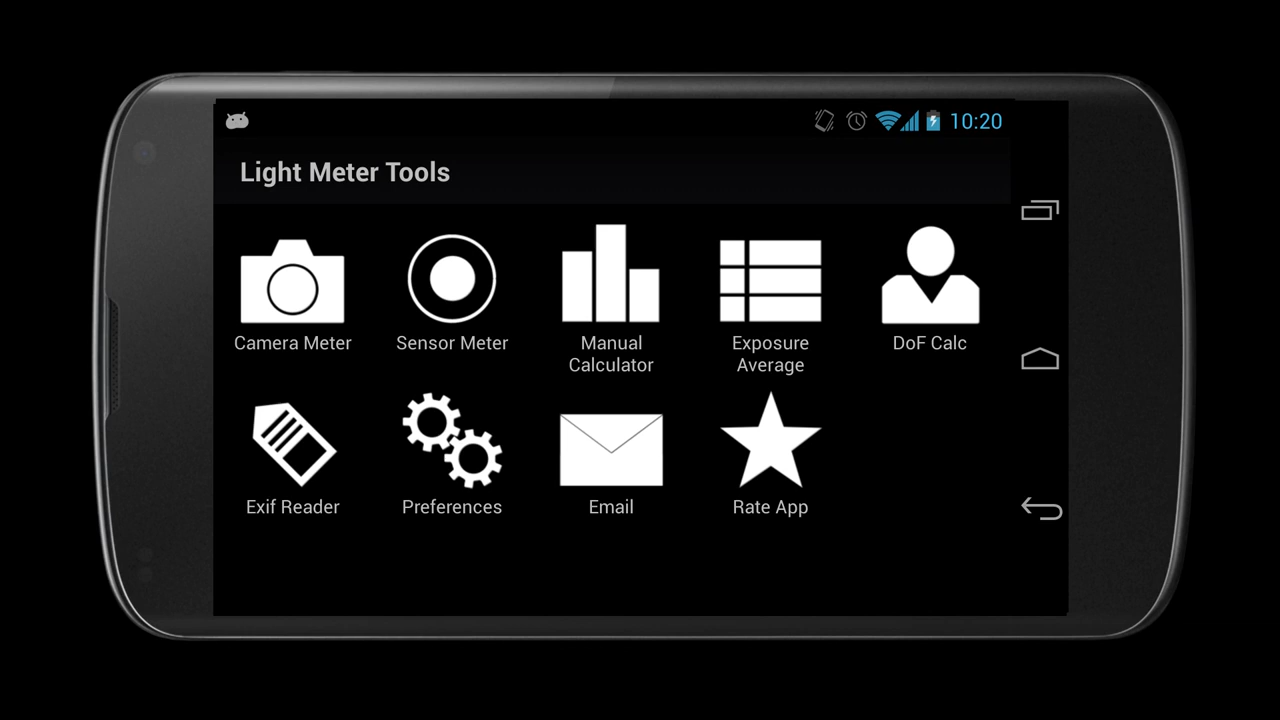 10:20
Light Meter Tools
Camera Meter
Sensor Meter
Manual
Calculator
Exposure
Average
DoF Calc
Exif Reader
Preferences
Email
Rate App